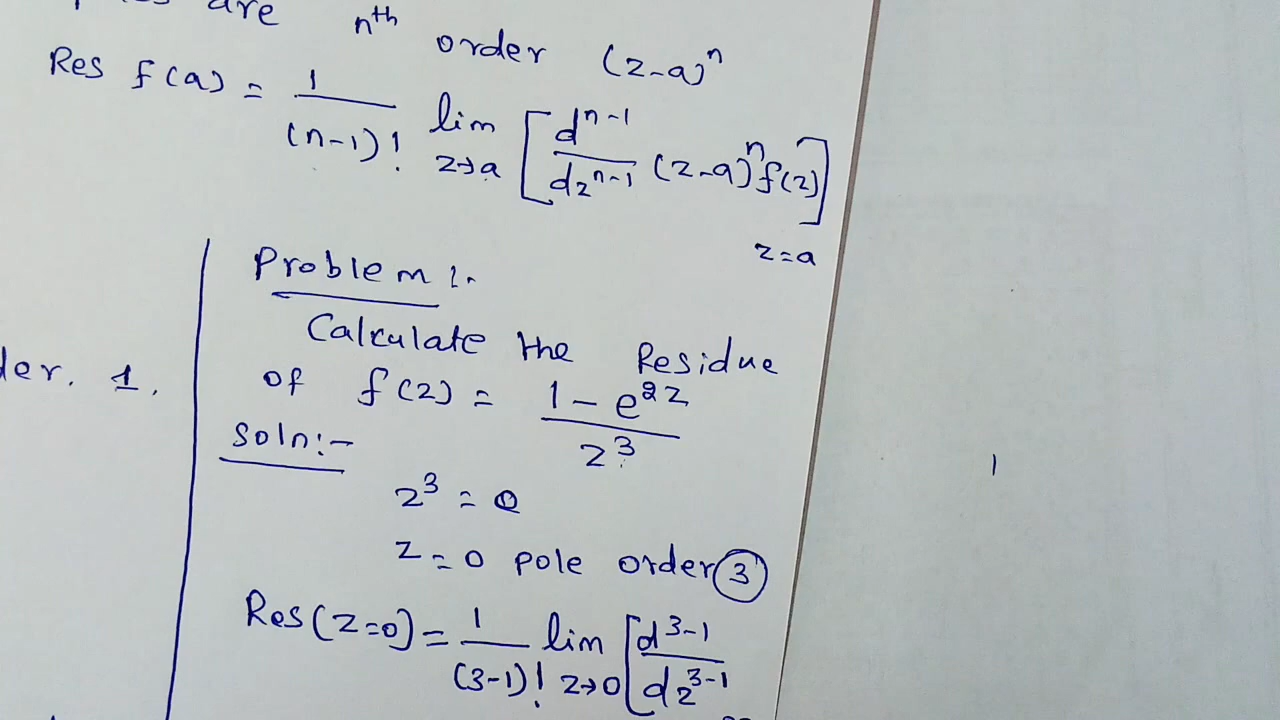 are nth order (z-a)^n
Res f(a) = 1/(n-1)! lim z→a [d^n-1/dz^n-1 (z-a)^n f(z)]
z=a
Problem :-
Calculate the Residue
of f(z) = 1-e^2z/z^3
der. 1.
Soln:-
z^3 = 0
z=0 pole order 3
Res(z=0) = 1/(3-1)! lim z→0 [d^3-1/dz^3-1